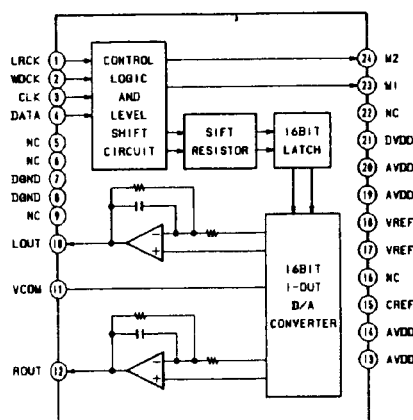 LRCK 1
WDCK 2
CLK 3
DATA 4
NC 5
NC 6
DGND 7
DGND 8
NC 9
LOUT 10
VCOM 11
ROUT 12
CONTROL
LOGIC
AND
LEVEL
SHIFT
CIRCUIT
SIFT
RESISTOR
16BIT
LATCH
16BIT
I-OUT
D/A
CONVERTER
- 
+
-
+
24 M2
23 M1
22 NC
21 DVDD
20 AVDD
19 AVDD
18 VREF
17 VREF
16 NC
15 CREF
14 AVDD
13 AVDD